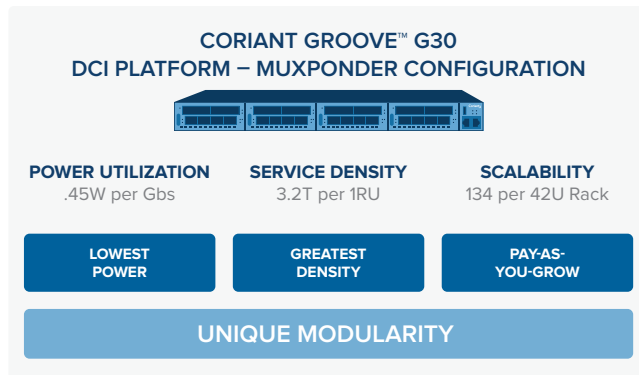 CORIANT GROOVE™ G30
DCI PLATFORM – MUXPONDER CONFIGURATION
POWER UTILIZATION
.45W per Gbs
SERVICE DENSITY
3.2T per 1RU
SCALABILITY
134 per 42U Rack
LOWEST
POWER
GREATEST
DENSITY
PAY-AS-
YOU-GROW
UNIQUE MODULARITY